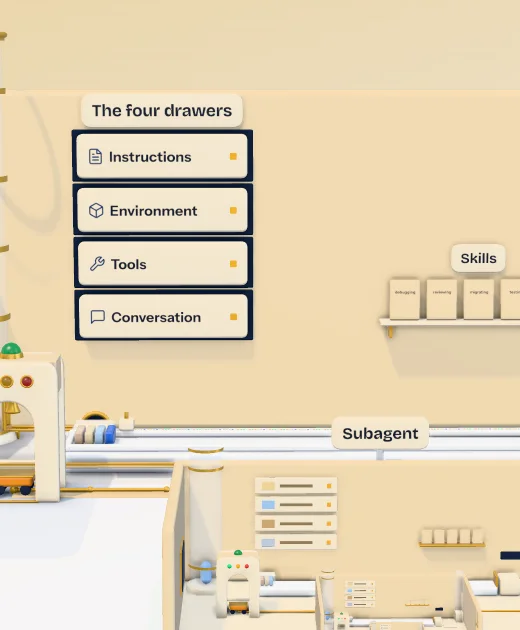 The four drawers
Instructions
Environment
Tools
Conversation
Skills
debugging
reviewing
migrating
Subagent